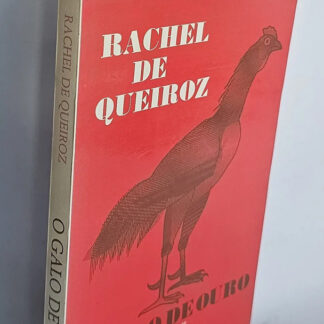 RACHEL
DE
QUEIROZ
O DE OURO
RACHEL DE QUEIROZ
O GALO DE